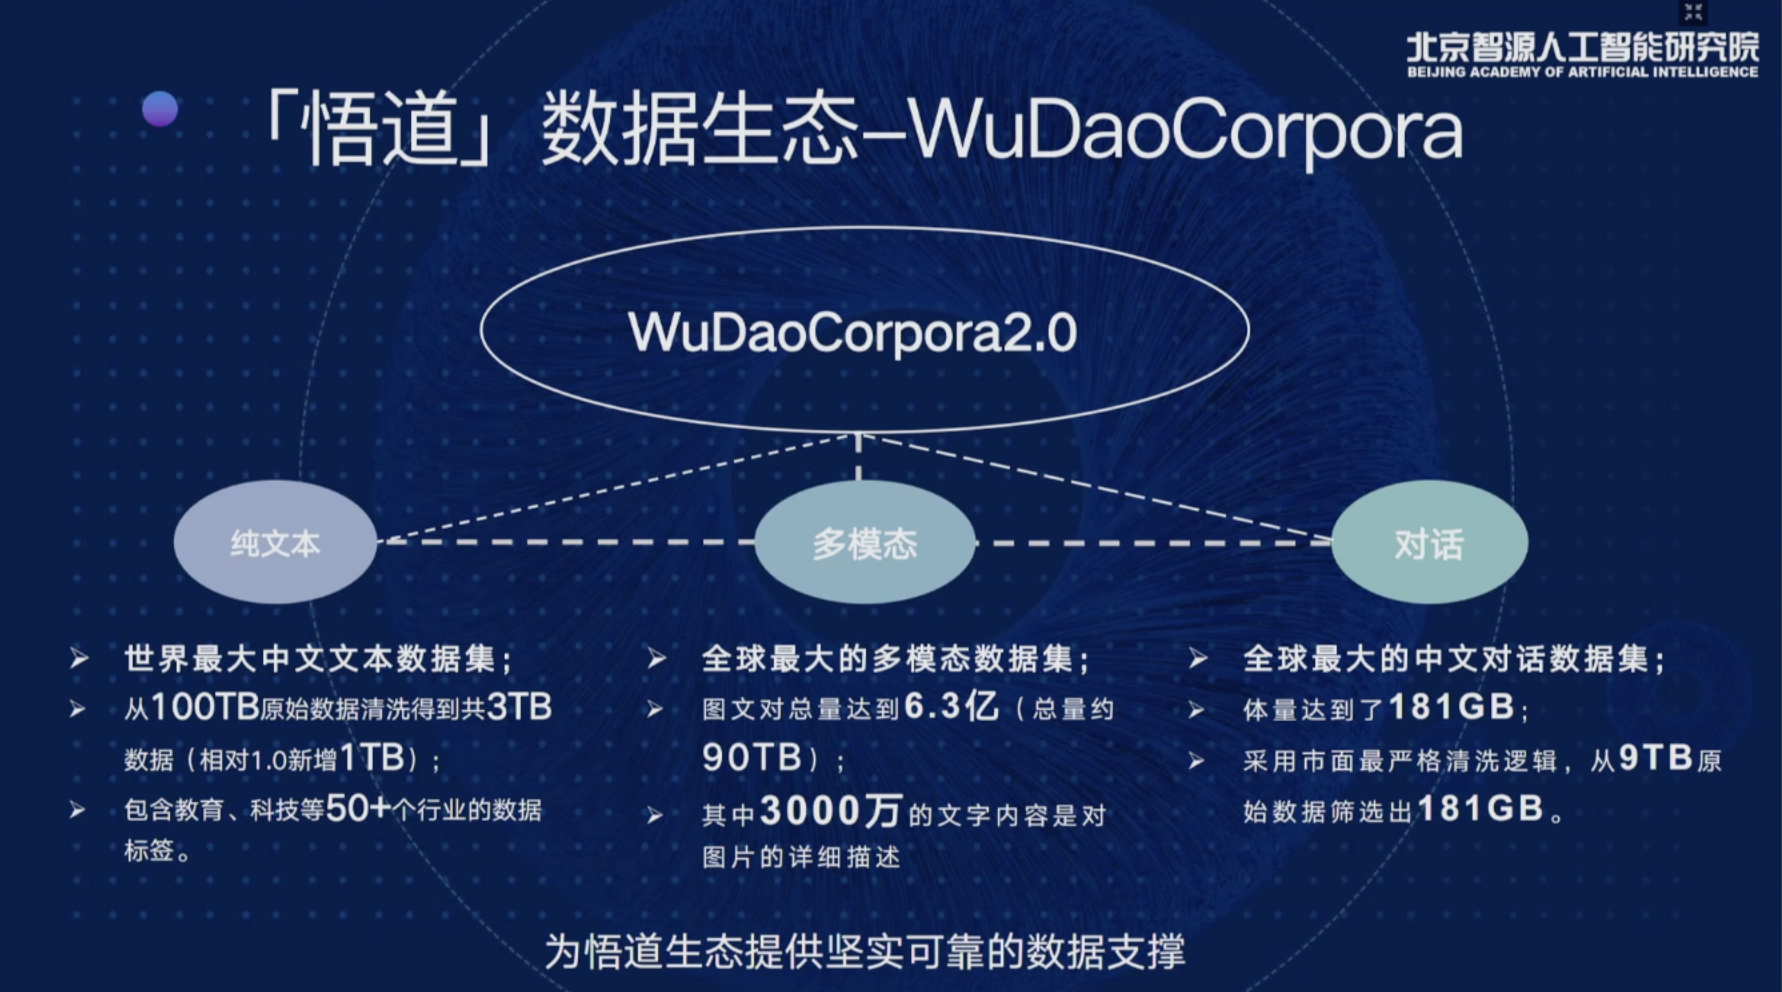 北京智源人工智能研究院
BEIJING ACADEMY OF ARTIFICIAL INTELLIGENCE
「悟道」数据生态–WuDaoCorpora
WuDaoCorpora2.0
纯文本
多模态
对话
世界最大中文文本数据集；
从100TB原始数据清洗得到共3TB
数据（相对1.0新增1TB）；
包含教育、科技等50+个行业的数据
标签。
全球最大的多模态数据集；
图文对总量达到6.3亿（总量约
90TB）；
其中3000万的文字内容是对
图片的详细描述
全球最大的中文对话数据集；
体量达到了181GB；
采用市面最严格清洗逻辑，从9TB原
始数据筛选出181GB。
为悟道生态提供坚实可靠的数据支撑